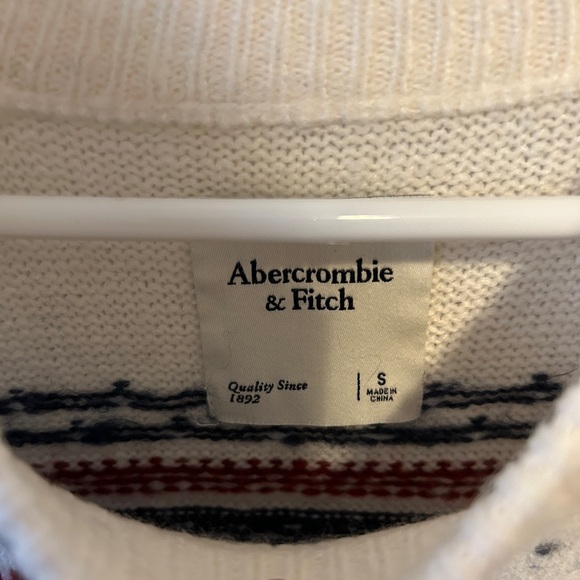 Abercrombie
& Fitch
Quality Since
1892
S
MADE IN
CHINA